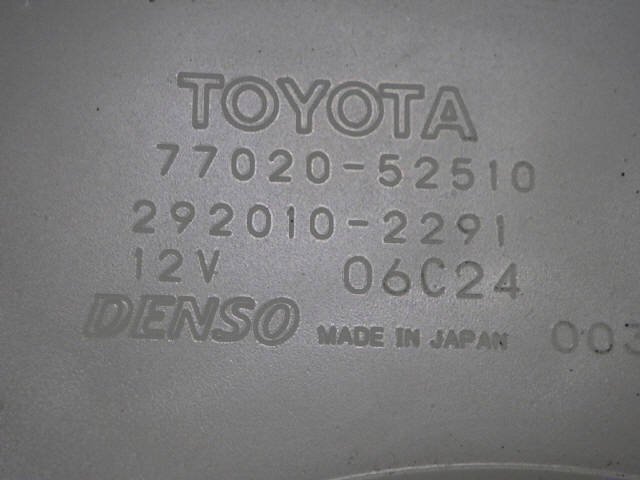 TOYOTA
77020-52510
292010-2291
12V 06C24
DENSO MADE IN JAPAN 003